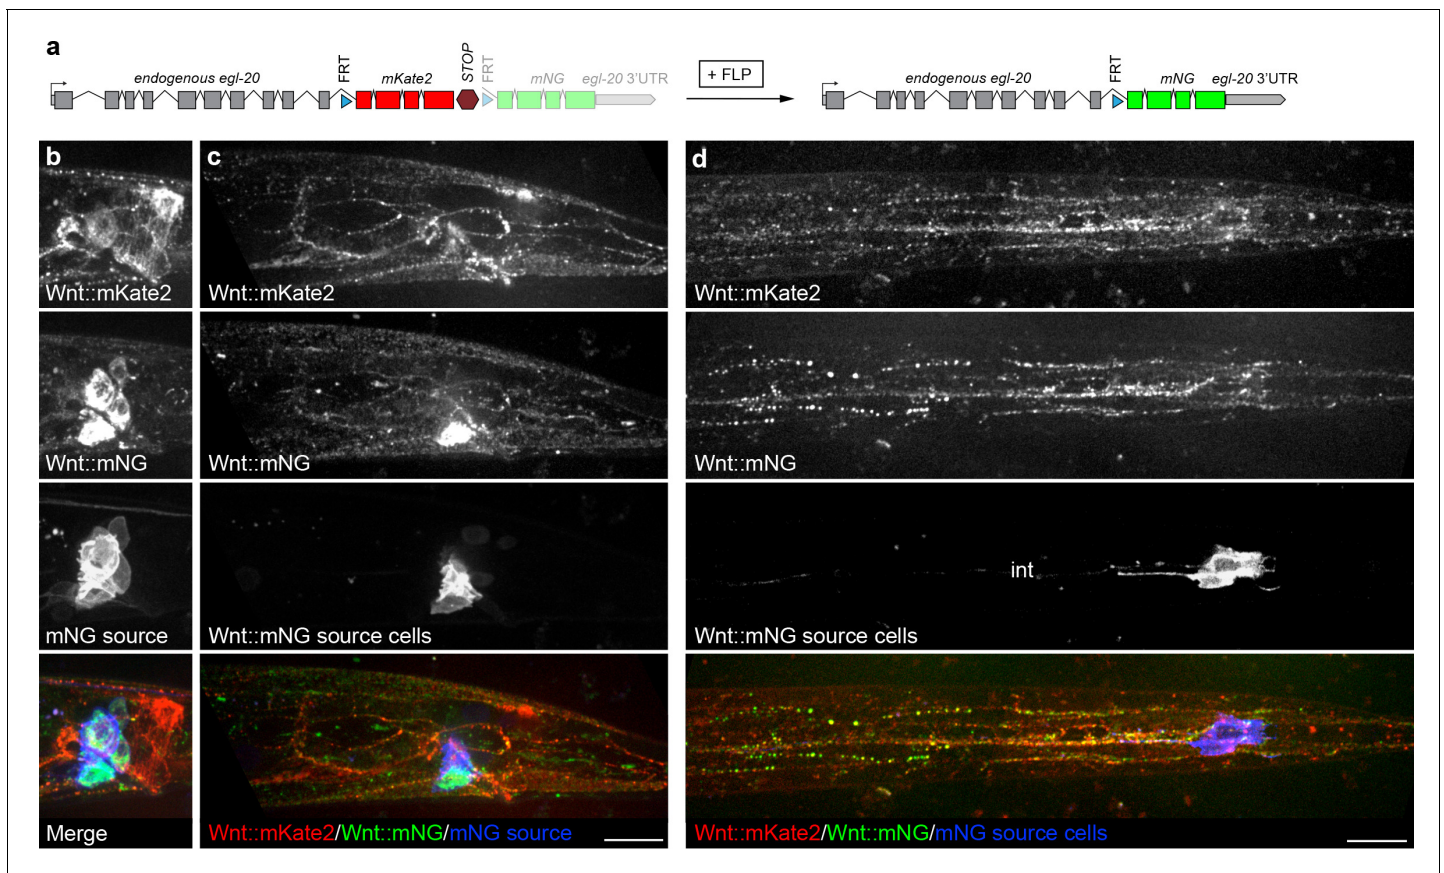 a
endogenous egl-20 FRT mKate2 STOP FRT mNG egl-20 3'UTR
+ FLP
endogenous egl-20 FRT mNG egl-20 3'UTR
b
Wnt::mKate2
Wnt::mNG
mNG source
Merge
c
Wnt::mKate2
Wnt::mNG
Wnt::mNG source cells
Wnt::mKate2/Wnt::mNG/mNG source
d
Wnt::mKate2
Wnt::mNG
int
Wnt::mNG source cells
Wnt::mKate2/Wnt::mNG/mNG source cells